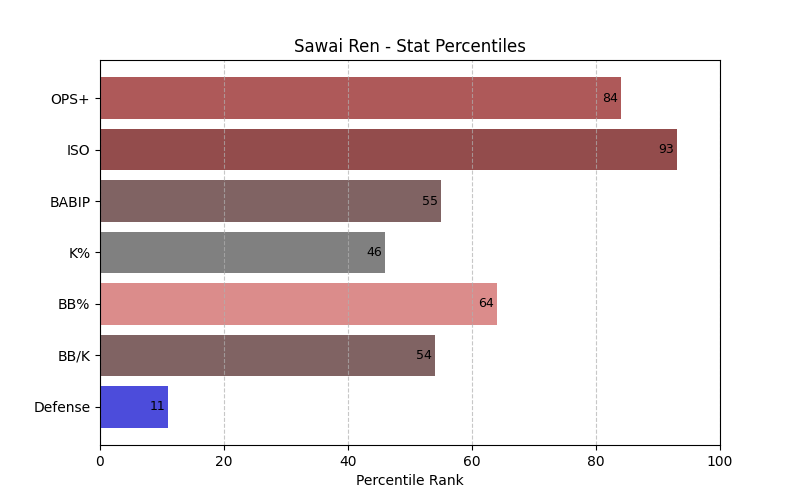 Sawai Ren - Stat Percentiles
OPS+ 84
ISO 93
BABIP 55
K% 46
BB% 64
BB/K 54
Defense 11
0 20 40 60 80 100
Percentile Rank